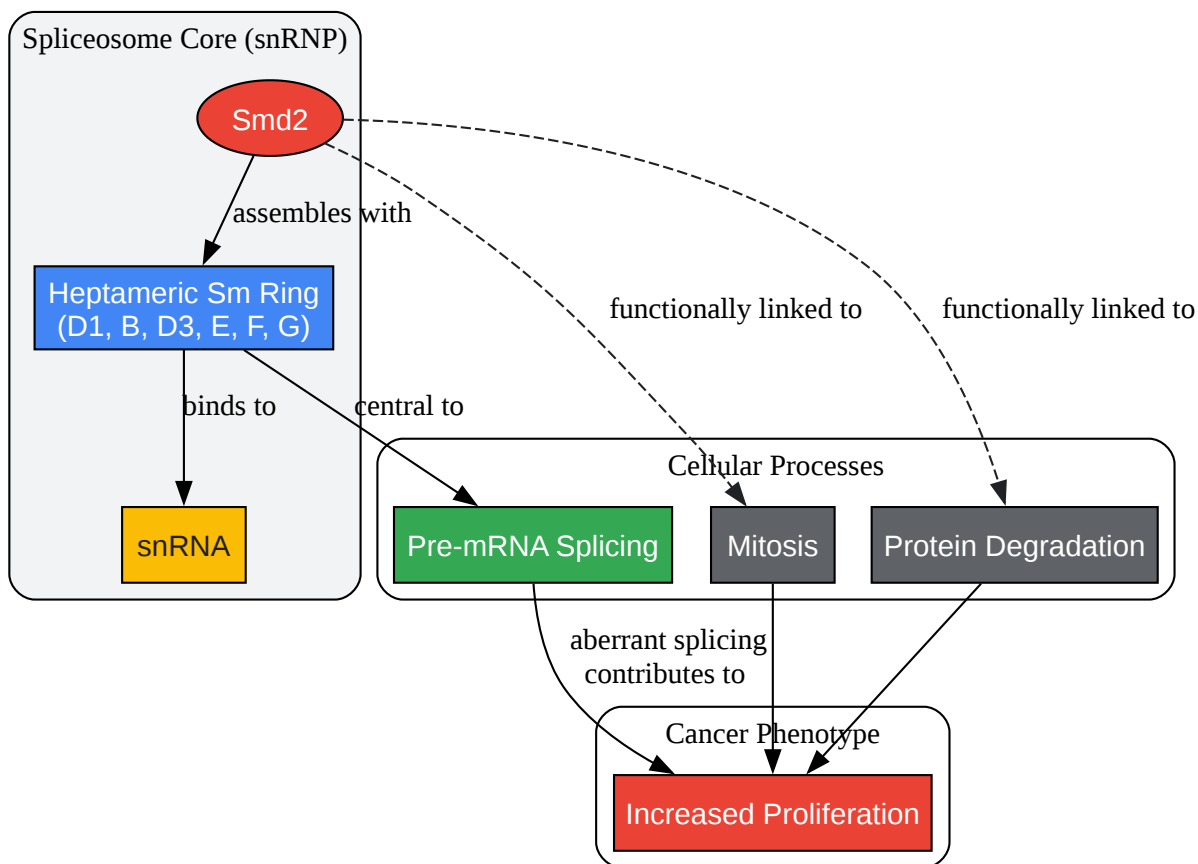 Spliceosome Core (snRNP)
Smd2
assembles with
Heptameric Sm Ring
(D1, B, D3, E, F, G)
functionally linked to
functionally linked to
binds to
central to
Cellular Processes
snRNA
Pre-mRNA Splicing
Mitosis
Protein Degradation
aberrant splicing
contributes to
Cancer Phenotype
Increased Proliferation